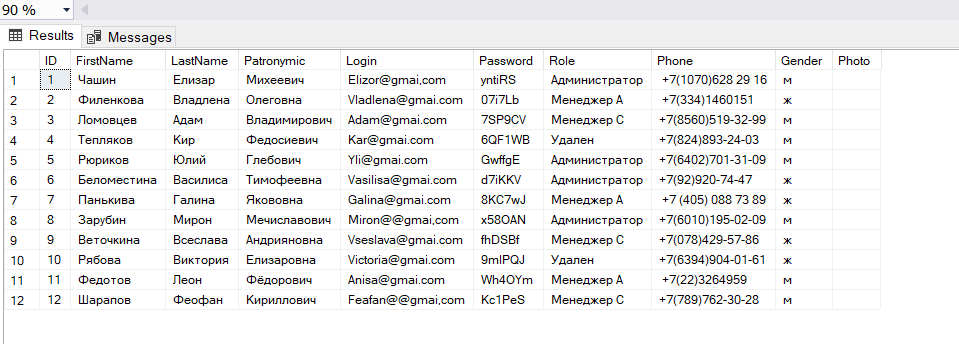 90 %
Results Messages
ID FirstName LastName Patronymic Login Password Role Phone Gender Photo
1 1 Чашин Елизар Михеевич Elizor@gmai,com yntiRS Администратор +7(1070)628 29 16 м
2 2 Филенкова Владлена Олеговна Vladlena@gmai.com 07i7Lb Менеджер А +7(334)1460151 ж
3 3 Ломовцев Адам Владимирович Adam@gmai.com 7SP9CV Менеджер С +7(8560)519-32-99 м
4 4 Тепляков Кир Федосиевич Kar@gmai.com 6QF1WB Удален +7(824)893-24-03 м
5 5 Рюриков Юлий Глебович Yli@gmai.com GwffgE Администратор +7(6402)701-31-09 м
6 6 Беломестина Василиса Тимофеевна Vasilisa@gmai.com d7iKKV Администратор +7(92)920-74-47 ж
7 7 Панькива Галина Якововна Galina@gmai.com 8KC7wJ Менеджер А +7 (405) 088 73 89 ж
8 8 Зарубин Мирон Мечиславович Miron@@gmai,com x58OAN Администратор +7(6010)195-02-09 м
9 9 Веточкина Всеслава Андрияновна Vseslava@gmai.com fhDSBf Менеджер С +7(078)429-57-86 ж
10 10 Рябова Виктория Елизаровна Victoria@gmai.com 9mlPQJ Удален +7(6394)904-01-61 ж
11 11 Федотов Леон Фёдорович Anisa@gmai.com Wh4OYm Менеджер А +7(22)3264959 м
12 12 Шарапов Феофан Кириллович Feafan@@gmai,com Kc1PeS Менеджер С +7(789)762-30-28 м